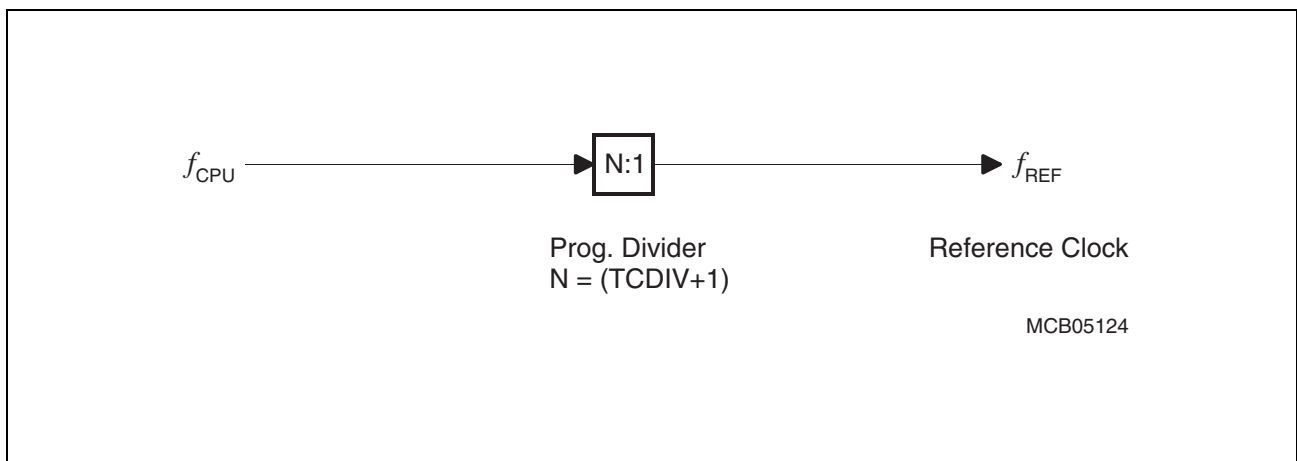 fCPU
N:1
fREF
Prog. Divider
N = (TCDIV+1)
Reference Clock
MCB05124